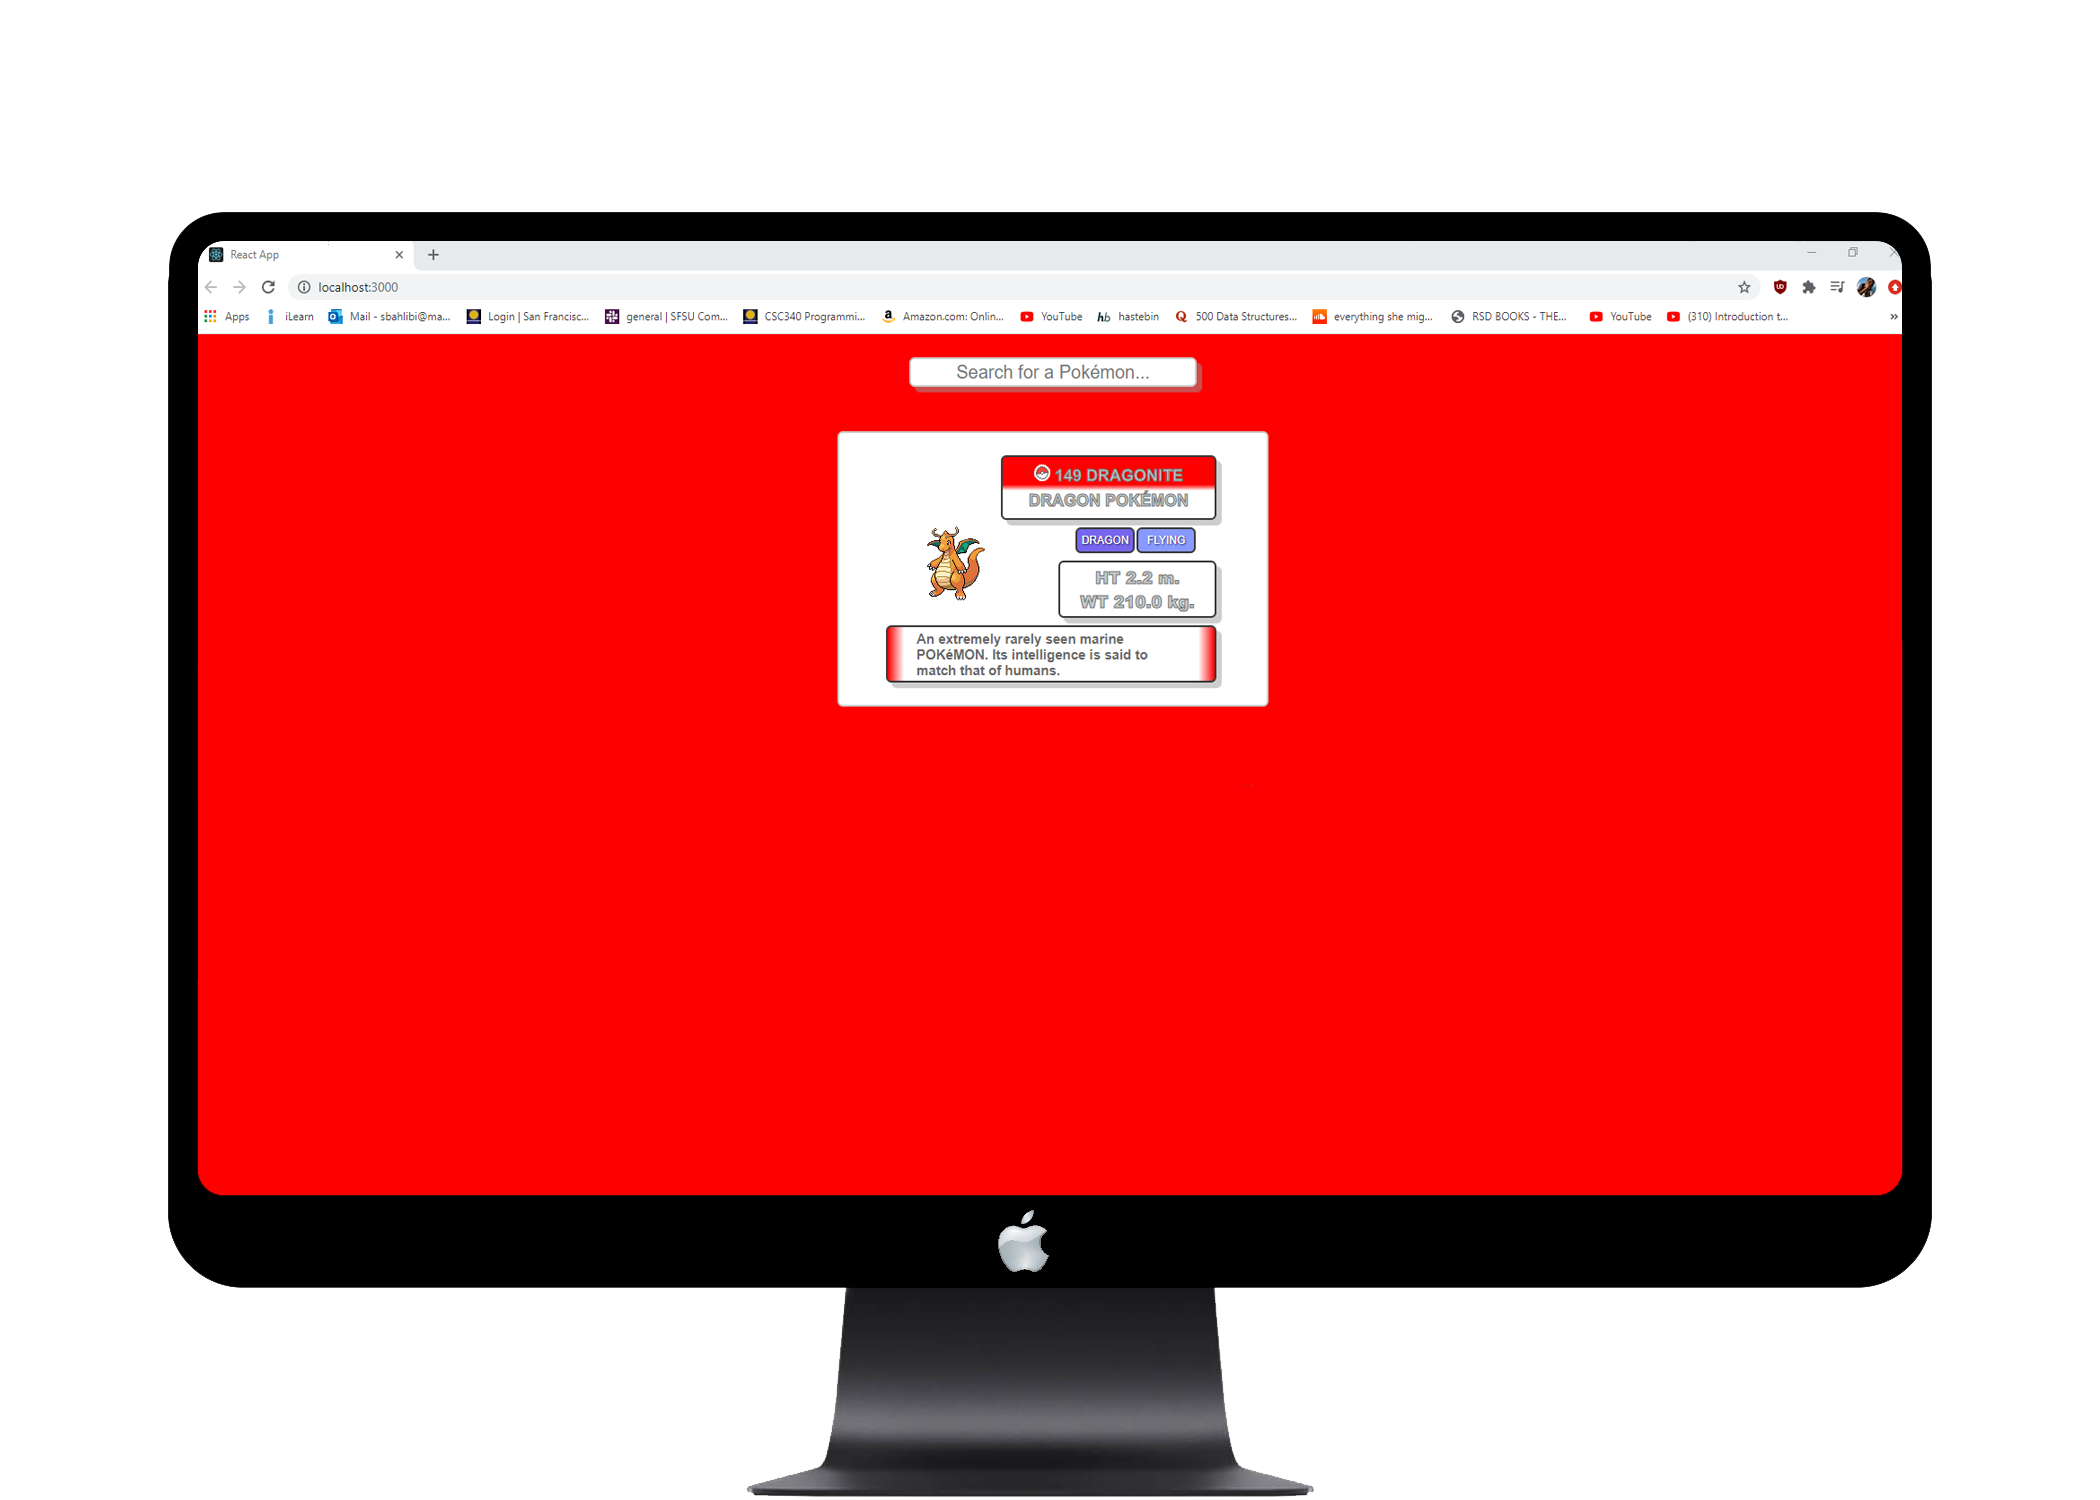 React App
localhost:3000
Apps iLearn Mail - sbahlibi@ma... Login | San Francisc... general | SFSU Com... CSC340 Programmi... Amazon.com: Onlin... YouTube hb hastebin 500 Data Structures... everything she mig... RSD BOOKS - THE... YouTube (310) Introduction t... »
Search for a Pokémon...
149 DRAGONITE
DRAGON POKÉMON
DRAGON FLYING
HT 2.2 m.
WT 210.0 kg.
An extremely rarely seen marine
POKéMON. Its intelligence is said to
match that of humans.